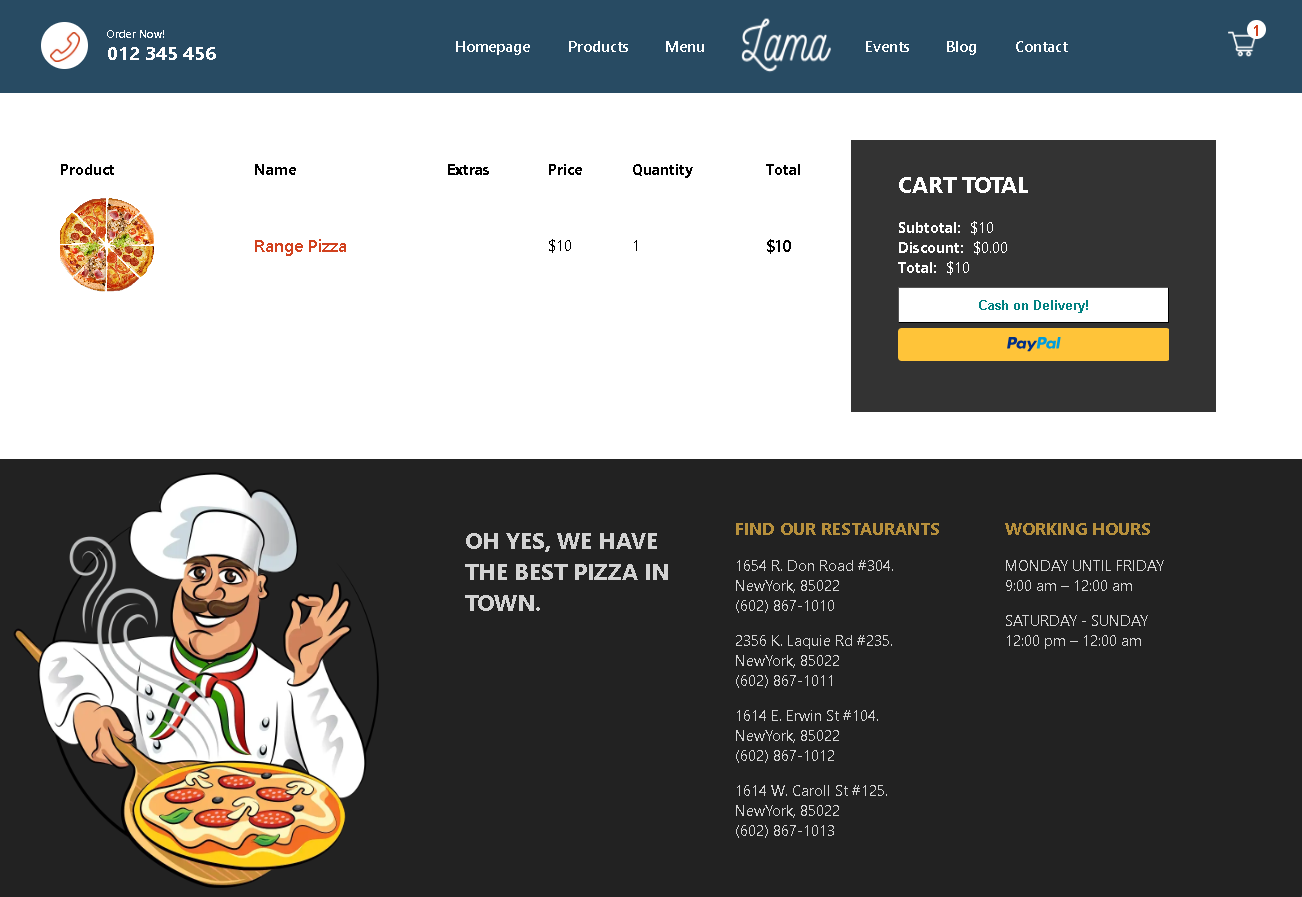 Order Now!
012 345 456
Homepage Products Menu Lama Events Blog Contact
1
Product Name Extras Price Quantity Total
Range Pizza $10 1 $10
CART TOTAL
Subtotal: $10
Discount: $0.00
Total: $10
Cash on Delivery!
PayPal
OH YES, WE HAVE
THE BEST PIZZA IN
TOWN.
FIND OUR RESTAURANTS
1654 R. Don Road #304.
NewYork, 85022
(602) 867-1010
2356 K. Laquie Rd #235.
NewYork, 85022
(602) 867-1011
1614 E. Erwin St #104.
NewYork, 85022
(602) 867-1012
1614 W. Caroll St #125.
NewYork, 85022
(602) 867-1013
WORKING HOURS
MONDAY UNTIL FRIDAY
9:00 am – 12:00 am
SATURDAY - SUNDAY
12:00 pm – 12:00 am